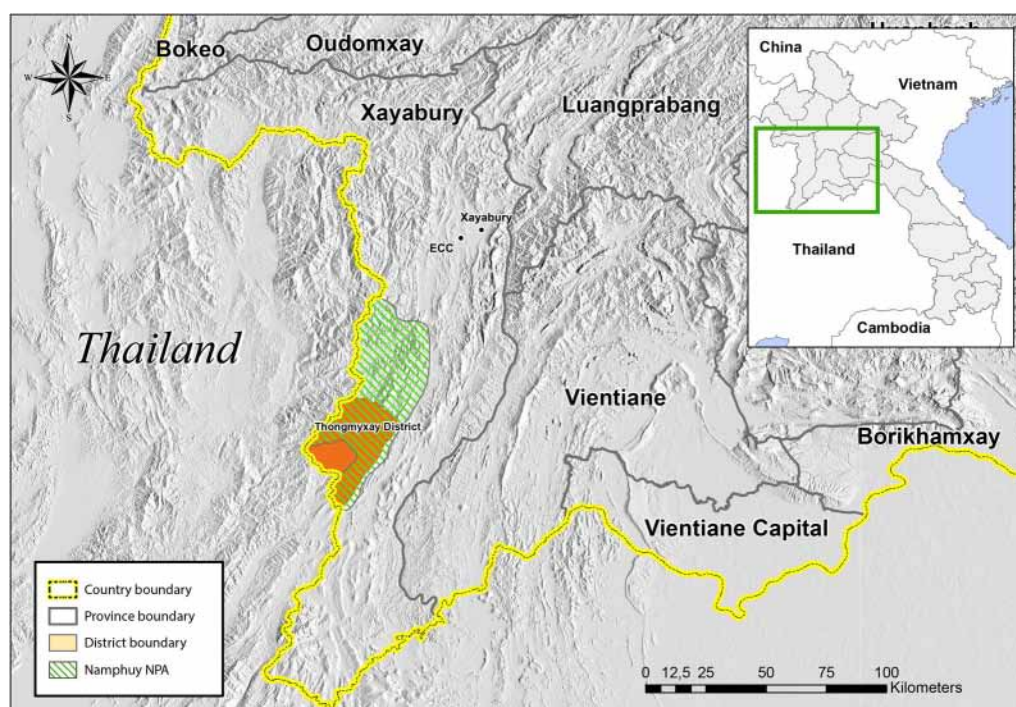 N
W
E
S
Bokeo
Oudomxay
Xayabury
Luangprabang
China
Vietnam
Thailand
Cambodia
Xayabury
ECC
Thailand
Thongmyxay District
Vientiane
Borikhamxay
Vientiane Capital
Country boundary
Province boundary
District boundary
Namphuy NPA
0 12,5 25 50 75 100
Kilometers